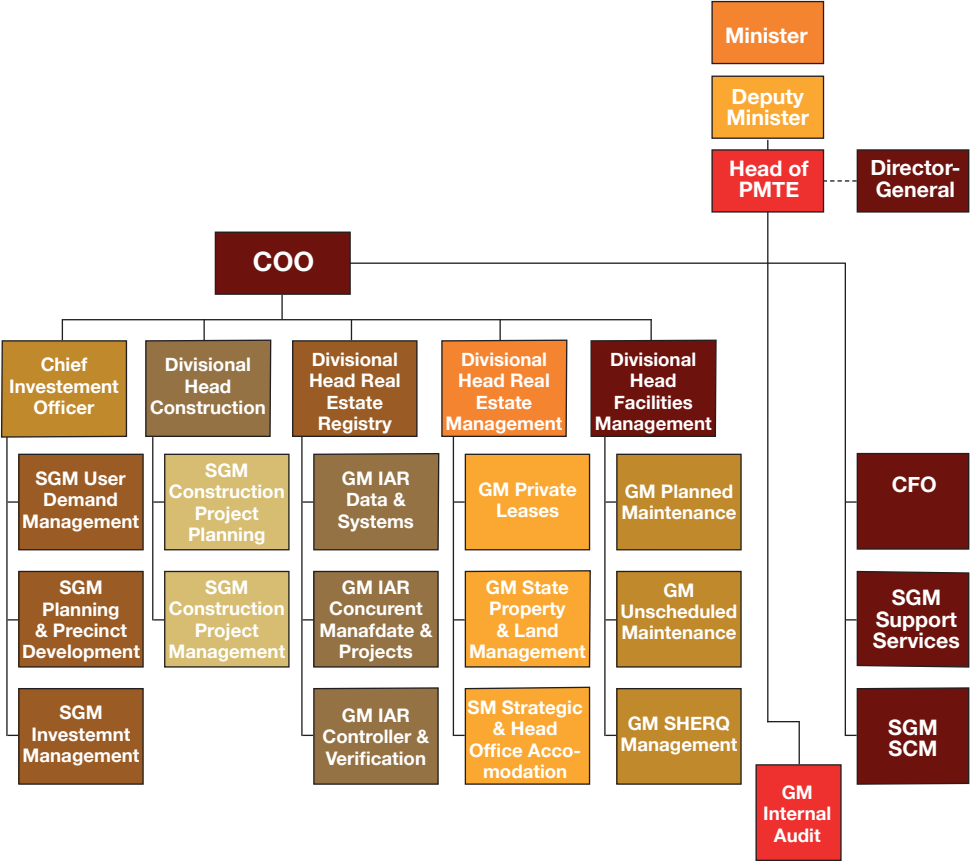 Minister
Deputy
Minister
Head of
PMTE
Director-
General
COO
Chief
Investement
Officer
Divisional
Head
Construction
Divisional
Head Real
Estate
Registry
Divisional
Head Real
Estate
Management
Divisional
Head
Facilities
Management
SGM User
Demand
Management
SGM
Construction
Project
Planning
GM IAR
Data &
Systems
GM Private
Leases
GM Planned
Maintenance
CFO
SGM
Planning
& Precinct
Development
SGM
Construction
Project
Management
GM IAR
Concurent
Manafdate &
Projects
GM State
Property
& Land
Management
GM
Unscheduled
Maintenance
SGM
Support
Services
SGM
Investemnt
Management
GM IAR
Controller &
Verification
SM Strategic
& Head
Office Acco-
modation
GM SHERQ
Management
SGM
SCM
GM
Internal
Audit